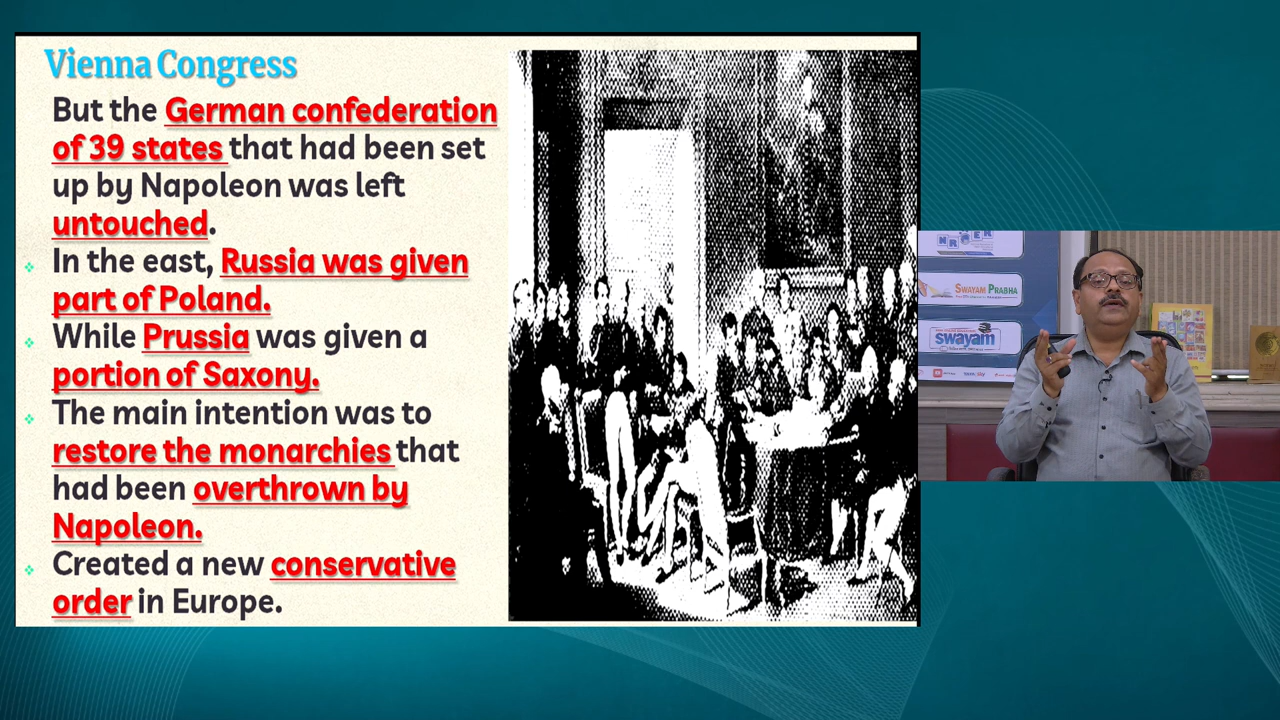 Vienna Congress
But the German confederation
of 39 states that had been set
up by Napoleon was left
untouched.
In the east, Russia was given
part of Poland.
While Prussia was given a
portion of Saxony.
The main intention was to
restore the monarchies that
had been overthrown by
Napoleon.
Created a new conservative
order in Europe.
SWAYAM PRABHA
swayam